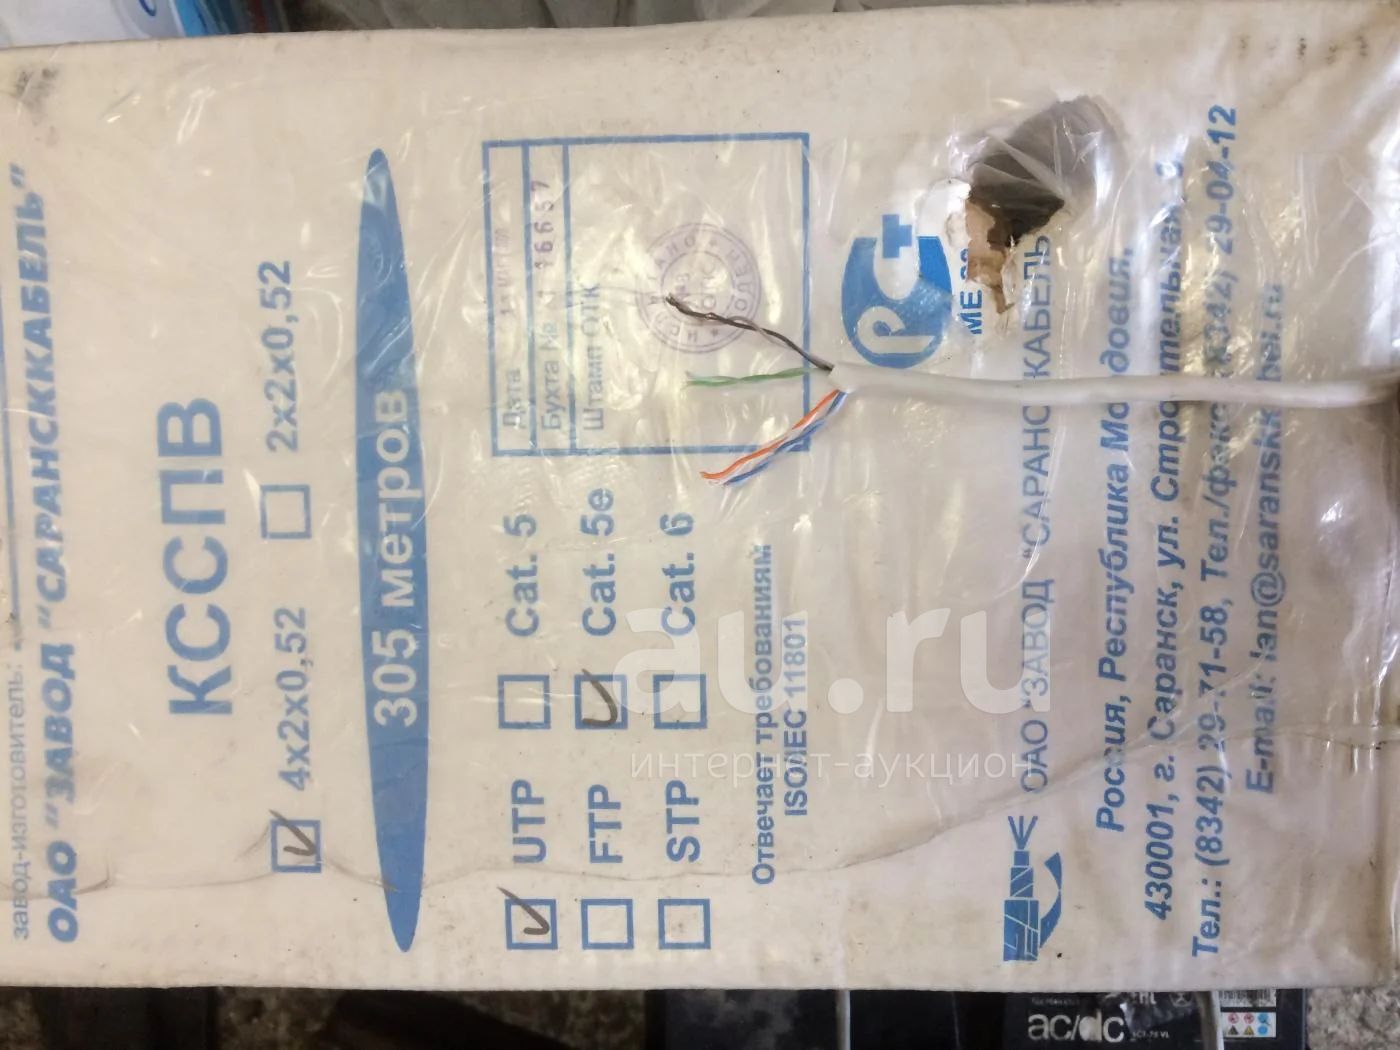 завод-изготовитель:
ОАО "ЗАВОД "САРАНСККАБЕЛЬ"
КССПВ
4x2x0,52
2x2x0,52
305 метров
UTP
Cat. 5
FTP
Cat. 5e
STP
Cat. 6
Дата
Бухта №
16657
Штамп ОТК
Отвечает требованиям
ISO/IEC 11801
РС
МЕ
ОАО "ЗАВОД "САРАНСККАБЕЛЬ
Россия, Республика Мордовия,
430001, г. Саранск, ул. Строительная,
Тел.: (8342) 29-71-58, Тел./факс (8342) 29-04-12
E-mail: lan@saranskkabel.ru
au.ru
интернет-аукцион
ac/dc